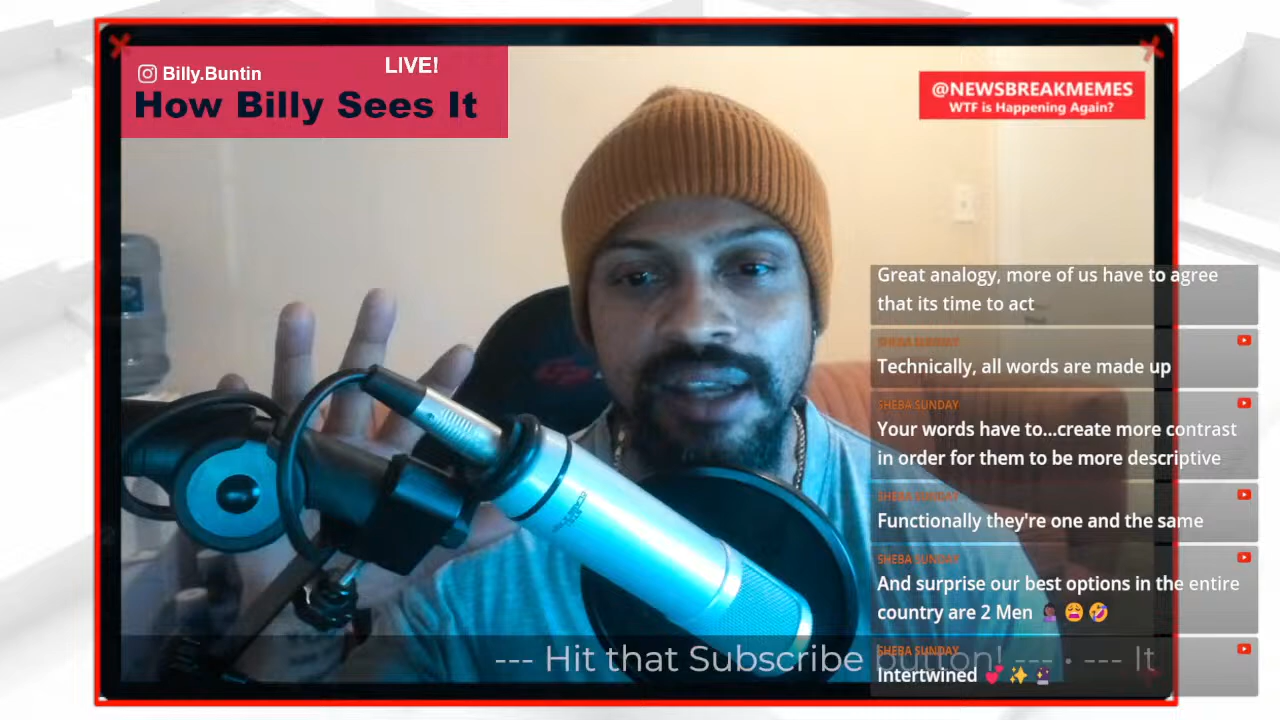 Billy.Buntin
LIVE!
How Billy Sees It
@NEWSBREAKMEMES
WTF is Happening Again?
Great analogy, more of us have to agree
that its time to act
SHEBA SUNDAY
Technically, all words are made up
SHEBA SUNDAY
Your words have to...create more contrast
in order for them to be more descriptive
SHEBA SUNDAY
Functionally they're one and the same
SHEBA SUNDAY
And surprise our best options in the entire
country are 2 Men 🤦🏿‍♀️ 😩 🤣
SHEBA SUNDAY
Intertwined 💕 ✨ 🔮
--- Hit that Subscribe button! --- • --- It